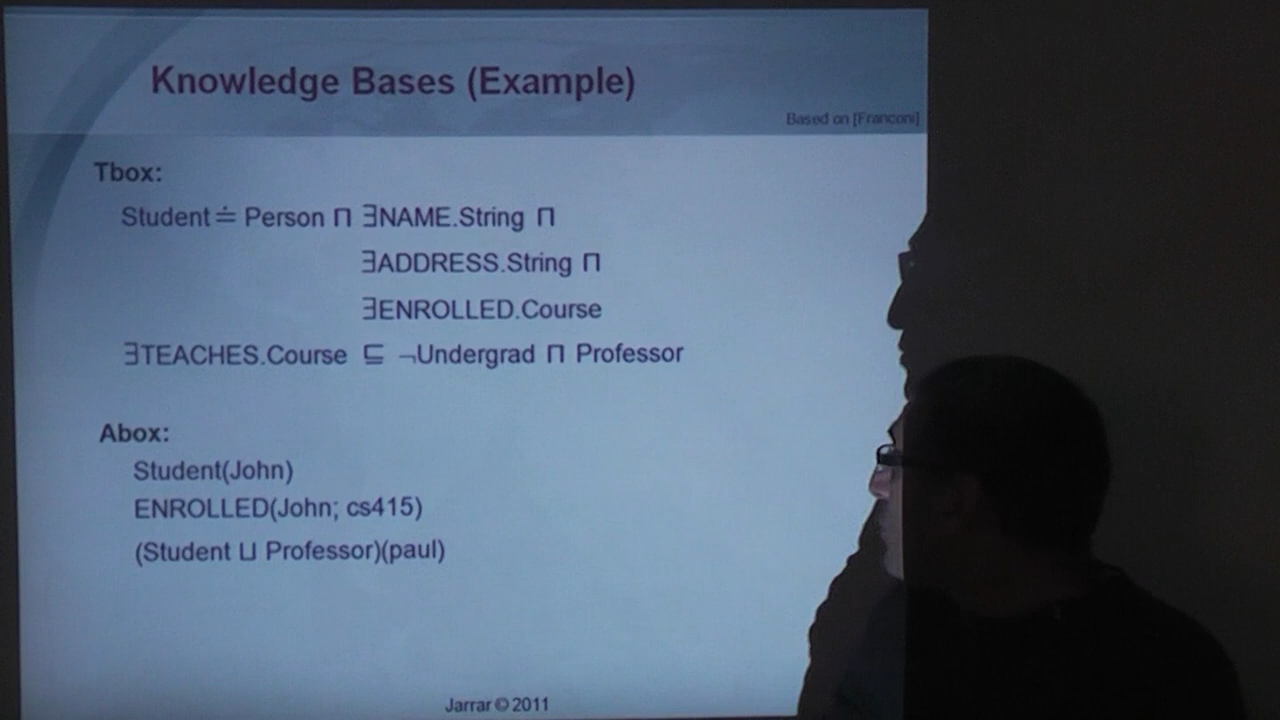 Knowledge Bases (Example)
Based on [Franconi]
Tbox:
Student ≐ Person ⊓ ∃NAME.String ⊓
∃ADDRESS.String ⊓
∃ENROLLED.Course
∃TEACHES.Course ⊑ ¬Undergrad ⊓ Professor
Abox:
Student(John)
ENROLLED(John; cs415)
(Student ⊔ Professor)(paul)
Jarrar © 2011